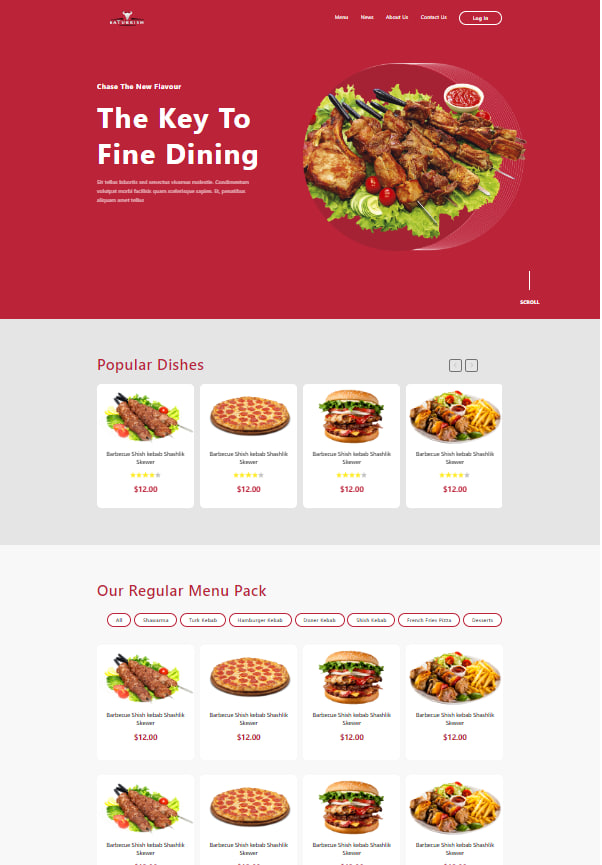 EATURKISH
Menu
News
About Us
Contact Us
Log In
Chase The New Flavour
The Key To
Fine Dining
Sit tellus lobortis sed senectus vivamus molestie. Condimentum
volutpat morbi facilisis quam scelerisque sapien. Et, penatibus
aliquam amet tellus
SCROLL
Popular Dishes
Barbecue Shish kebab Shashlik
Skewer
$12.00
Barbecue Shish kebab Shashlik
Skewer
$12.00
Barbecue Shish kebab Shashlik
Skewer
$12.00
Barbecue Shish kebab Shashlik
Skewer
$12.00
Our Regular Menu Pack
All
Shawarma
Turk Kebab
Hamburger Kebab
Doner Kebab
Shish Kebab
French Fries Pizza
Desserts
Barbecue Shish kebab Shashlik
Skewer
$12.00
Barbecue Shish kebab Shashlik
Skewer
$12.00
Barbecue Shish kebab Shashlik
Skewer
$12.00
Barbecue Shish kebab Shashlik
Skewer
$12.00
Barbecue Shish kebab Shashlik
Skewer
Barbecue Shish kebab Shashlik
Skewer
Barbecue Shish kebab Shashlik
Skewer
Barbecue Shish kebab Shashlik
Skewer